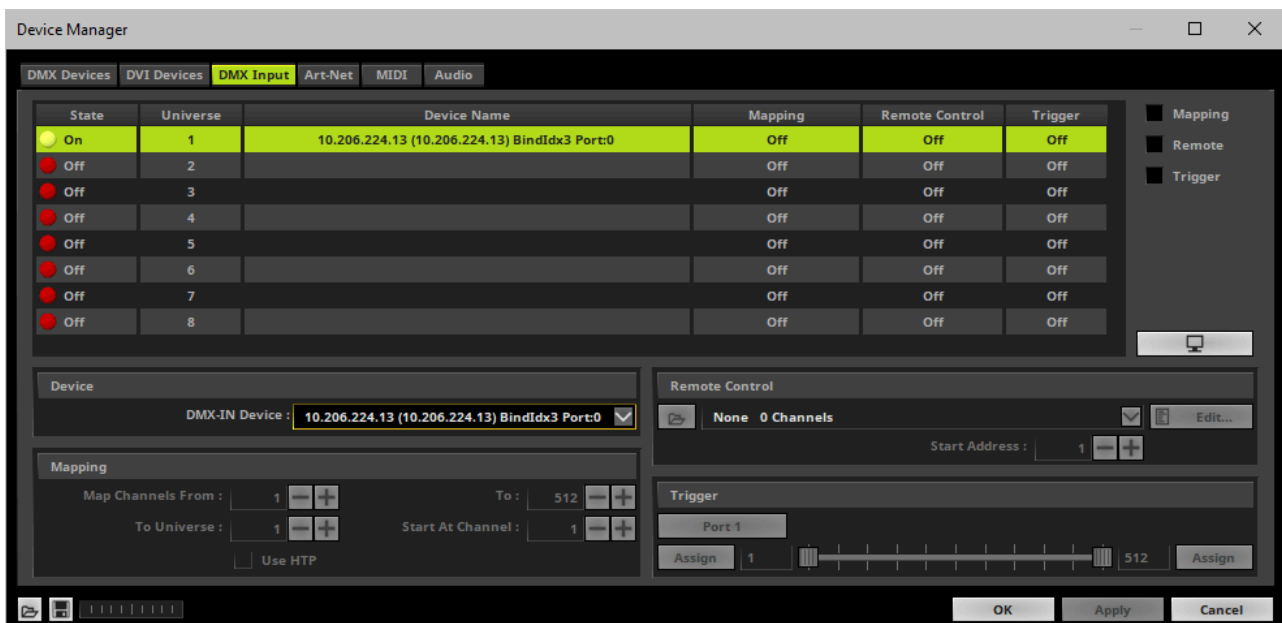 Device Manager
DMX Devices DVI Devices DMX Input Art-Net MIDI Audio
State Universe Device Name Mapping Remote Control Trigger
On 1 10.206.224.13 (10.206.224.13) BindIdx3 Port:0 Off Off Off
Off 2 Off Off Off
Off 3 Off Off Off
Off 4 Off Off Off
Off 5 Off Off Off
Off 6 Off Off Off
Off 7 Off Off Off
Off 8 Off Off Off
Mapping
Remote
Trigger
Device
DMX-IN Device : 10.206.224.13 (10.206.224.13) BindIdx3 Port:0
Mapping
Map Channels From : 1 To : 512
To Universe : 1 Start At Channel : 1
Use HTP
Remote Control
None 0 Channels Edit...
Start Address : 1
Trigger
Port 1
Assign 1 512 Assign
OK Apply Cancel